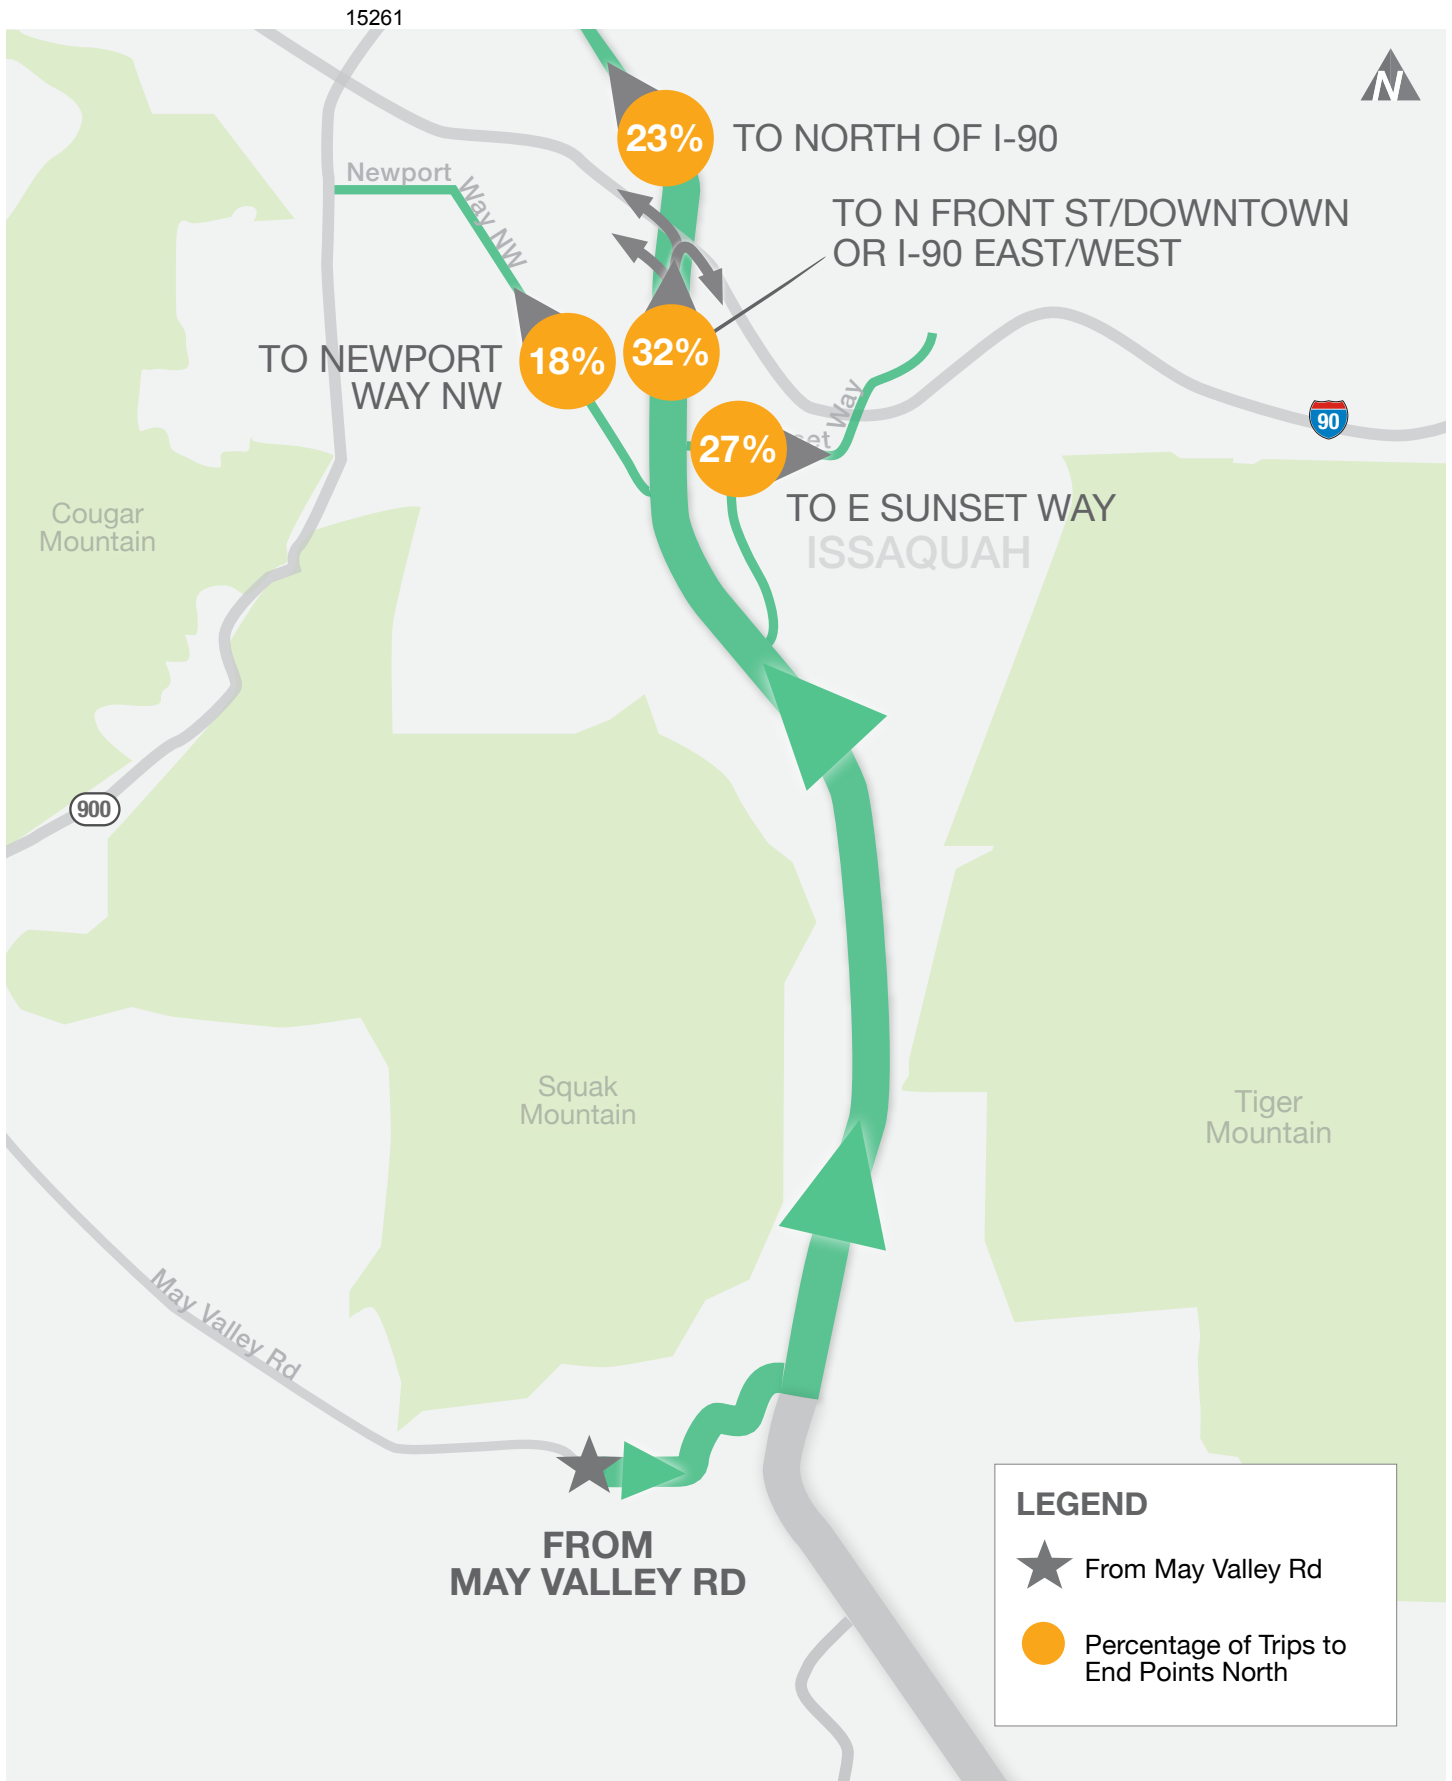 15261
N
23%
TO NORTH OF I-90
Newport
Way NW
TO N FRONT ST/DOWNTOWN
OR I-90 EAST/WEST
TO NEWPORT
WAY NW
18%
32%
90
27%
set Way
TO E SUNSET WAY
ISSAQUAH
Cougar
Mountain
900
Squak
Mountain
Tiger
Mountain
May Valley Rd
FROM
MAY VALLEY RD
LEGEND
From May Valley Rd
Percentage of Trips to
End Points North